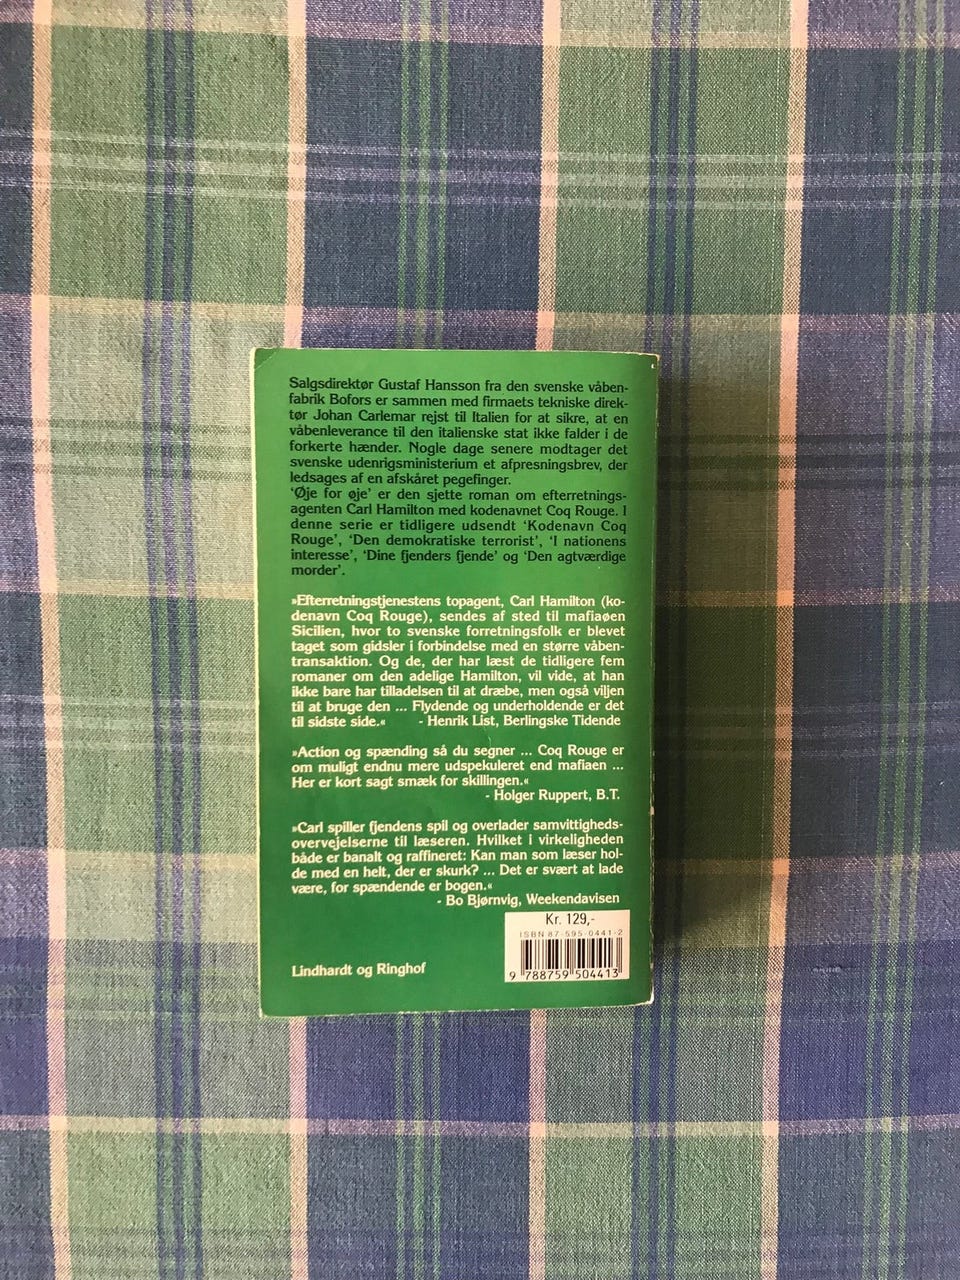 Salgsdirektør Gustaf Hansson fra den svenske våben-
fabrik Bofors er sammen med firmaets tekniske direk-
tør Johan Carlemar rejst til Italien for at sikre, at en
våbenleverance til den italienske stat ikke falder i de
forkerte hænder. Nogle dage senere modtager det
svenske udenrigsministerium et afpresningsbrev, der
ledsages af en afskåret pegefinger.
‘Øje for øje’ er den sjette roman om efterretnings-
agenten Carl Hamilton med kodenavnet Coq Rouge. I
denne serie er tidligere udsendt ‘Kodenavn Coq
Rouge’, ‘Den demokratiske terrorist’, ‘I nationens
interesse’, ‘Dine fjenders fjende’ og ‘Den agtværdige
morder’.
»Efterretningstjenestens topagent, Carl Hamilton (ko-
denavn Coq Rouge), sendes af sted til mafiaøen
Sicilien, hvor to svenske forretningsfolk er blevet
taget som gidsler i forbindelse med en større våben-
transaktion. Og de, der har læst de tidligere fem
romaner om den adelige Hamilton, vil vide, at han
ikke bare har tilladelsen til at dræbe, men også viljen
til at bruge den ... Flydende og underholdende er det
til sidste side.« - Henrik List, Berlingske Tidende
»Action og spænding så du segner ... Coq Rouge er
om muligt endnu mere udspekuleret end mafiaen ...
Her er kort sagt smæk for skillingen.«
- Holger Ruppert, B.T.
»Carl spiller fjendens spil og overlader samvittigheds-
overvejelserne til læseren. Hvilket i virkeligheden
både er banalt og raffineret: Kan man som læser hol-
de med en helt, der er skurk? ... Det er svært at lade
være, for spændende er bogen.«
- Bo Bjørnvig, Weekendavisen
Kr. 129,-
ISBN 87-595-0441-2
9 788759 504413
Lindhardt og Ringhof